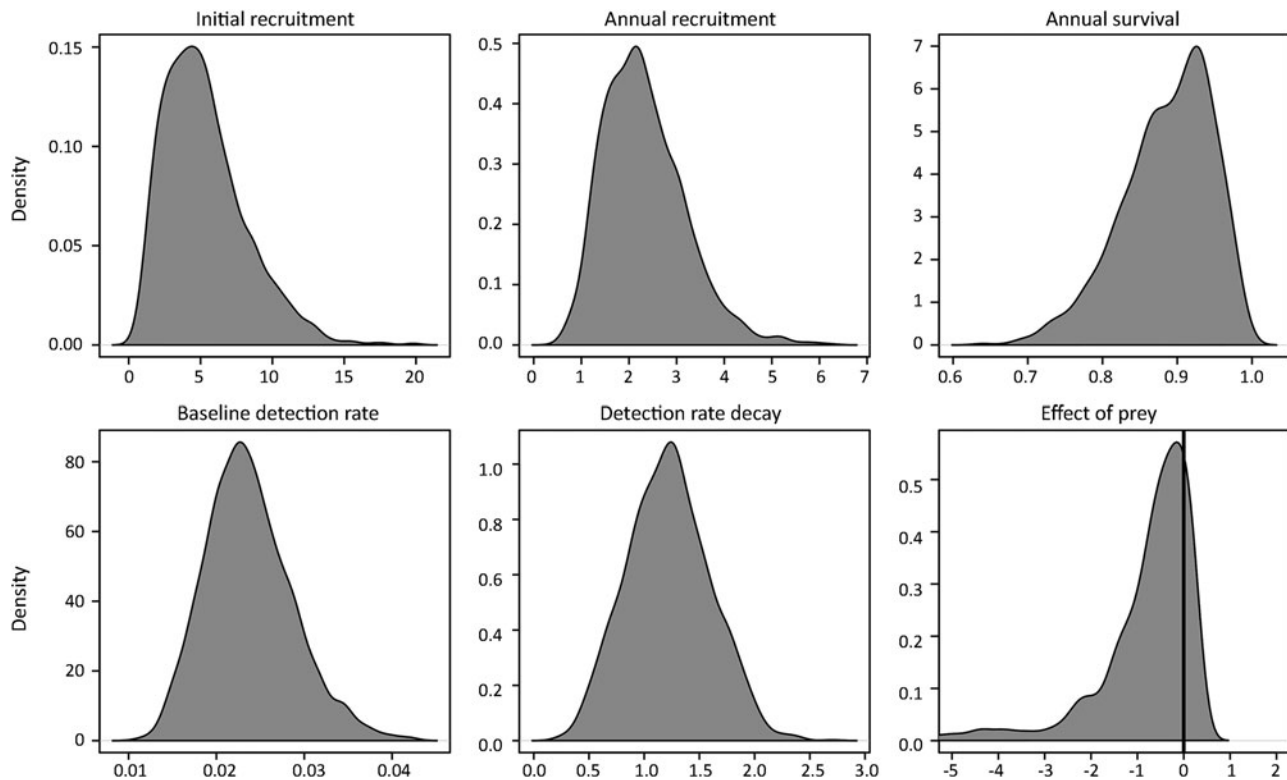 Initial recruitment
Annual recruitment
Annual survival
Density
0.15
0.10
0.05
0.00
0 5 10 15 20
0.5
0.4
0.3
0.2
0.1
0.0
0 1 2 3 4 5 6 7
7
6
5
4
3
2
1
0
0.6 0.7 0.8 0.9 1.0
Baseline detection rate
Detection rate decay
Effect of prey
Density
80
60
40
20
0
0.01 0.02 0.03 0.04
1.0
0.8
0.6
0.4
0.2
0.0
0.0 0.5 1.0 1.5 2.0 2.5 3.0
0.5
0.4
0.3
0.2
0.1
0.0
-5 -4 -3 -2 -1 0 1 2